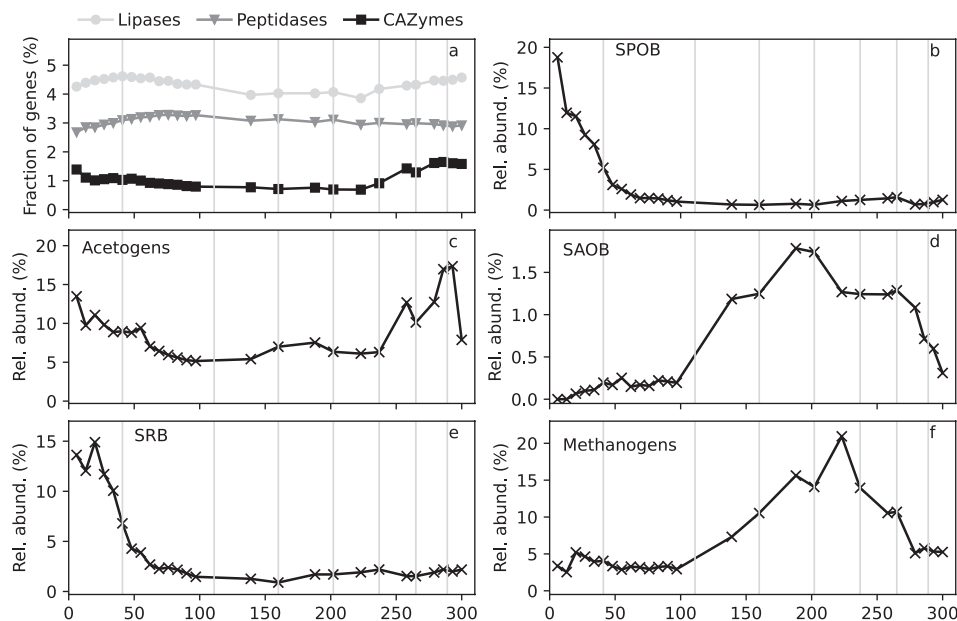 Lipases Peptidases CAZymes
a
Fraction of genes (%)
5
4
3
2
1
0
b
SPOB
Rel. abund. (%)
20
15
10
5
0
c
Acetogens
Rel. abund. (%)
20
15
10
5
0
d
SAOB
Rel. abund. (%)
1.5
1.0
0.5
0.0
e
SRB
Rel. abund. (%)
15
10
5
0
0 50 100 150 200 250 300
f
Methanogens
Rel. abund. (%)
20
15
10
5
0
0 50 100 150 200 250 300